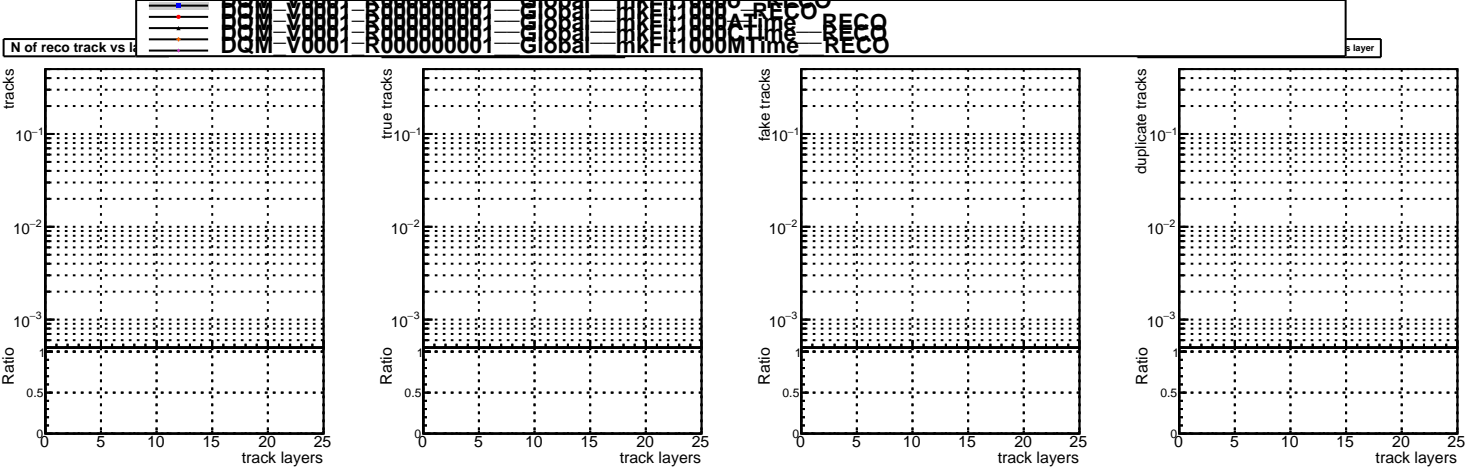 DQM_V0001_R000000001__Global__mkFit1000ATime__RECO
DQM_V0001_R000000001__Global__mkFit1000CTime__RECO
DQM_V0001_R000000001__Global__mkFit1000MTime__RECO
N of reco track vs
layer
tracks
10⁻¹
10⁻²
10⁻³
Ratio
1
0.5
0
0 5 10 15 20 25
track layers
true tracks
10⁻¹
10⁻²
10⁻³
Ratio
1
0.5
0
0 5 10 15 20 25
track layers
fake tracks
10⁻¹
10⁻²
10⁻³
Ratio
1
0.5
0
0 5 10 15 20 25
track layers
duplicate tracks
10⁻¹
10⁻²
10⁻³
Ratio
1
0.5
0
0 5 10 15 20 25
track layers